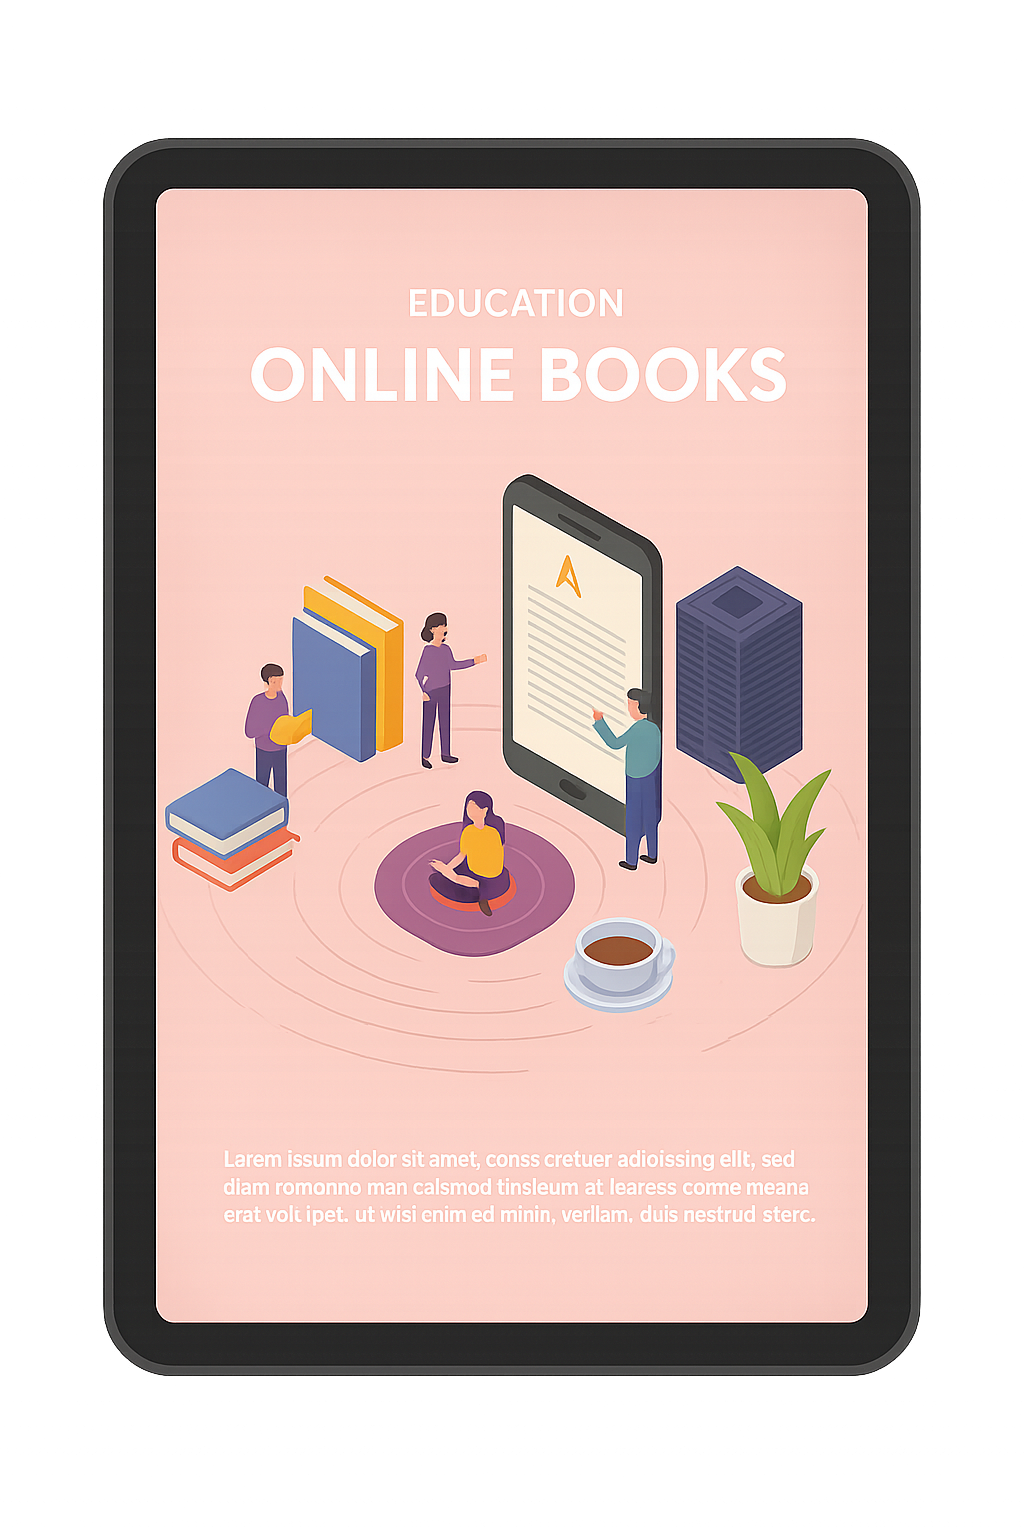 EDUCATION
ONLINE BOOKS
Larem issum dolor sit amet, conss cretuer adioissing ellt, sed
dlam romonno man calsmod tinsleum at learess come meana
erat volt ipet. ut wisi enim ed minin, verllam, duis nestrud sterc.